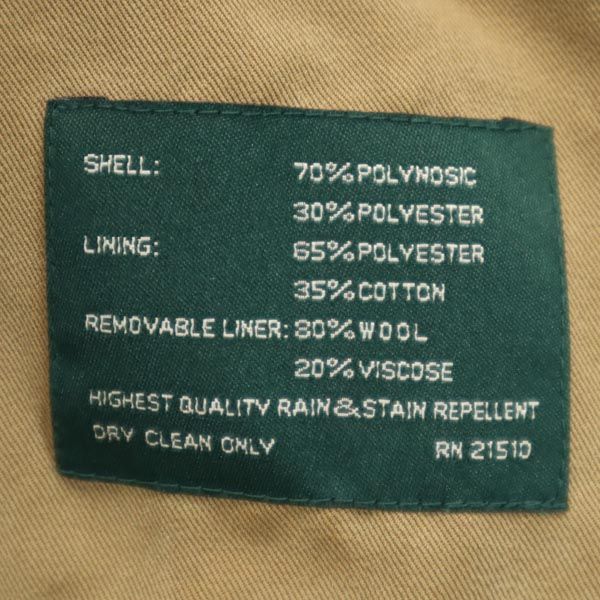 SHELL: 70% POLYNOSIC
30% POLYESTER
LINING: 65% POLYESTER
35% COTTON
REMOVABLE LINER: 80% WOOL
20% VISCOSE
HIGHEST QUALITY RAIN & STAIN REPELLENT
DRY CLEAN ONLY RN 21510